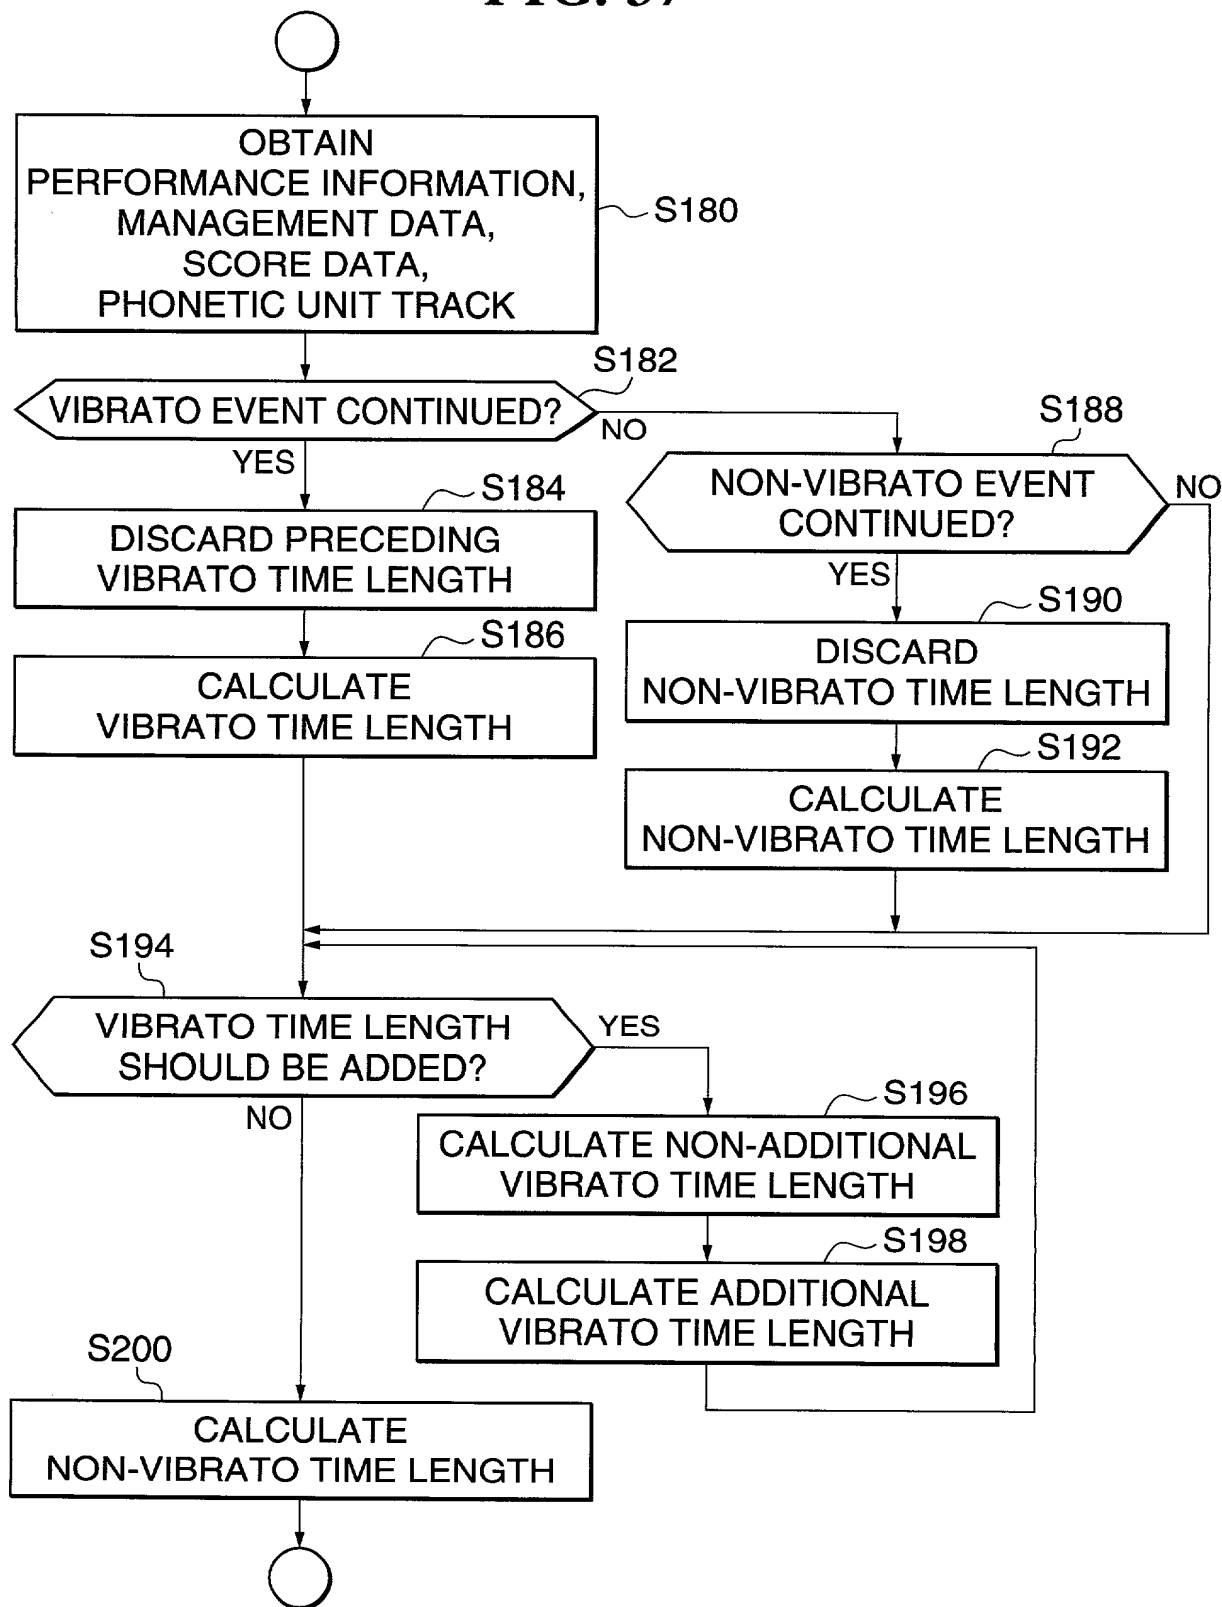 OBTAIN
PERFORMANCE INFORMATION,
MANAGEMENT DATA,
SCORE DATA,
PHONETIC UNIT TRACK
S180
S182
VIBRATO EVENT CONTINUED?
NO
YES
S184
DISCARD PRECEDING
VIBRATO TIME LENGTH
S186
CALCULATE
VIBRATO TIME LENGTH
S188
NON-VIBRATO EVENT
CONTINUED?
NO
YES
S190
DISCARD
NON-VIBRATO TIME LENGTH
S192
CALCULATE
NON-VIBRATO TIME LENGTH
S194
VIBRATO TIME LENGTH
SHOULD BE ADDED?
YES
NO
S196
CALCULATE NON-ADDITIONAL
VIBRATO TIME LENGTH
S198
CALCULATE ADDITIONAL
VIBRATO TIME LENGTH
S200
CALCULATE
NON-VIBRATO TIME LENGTH